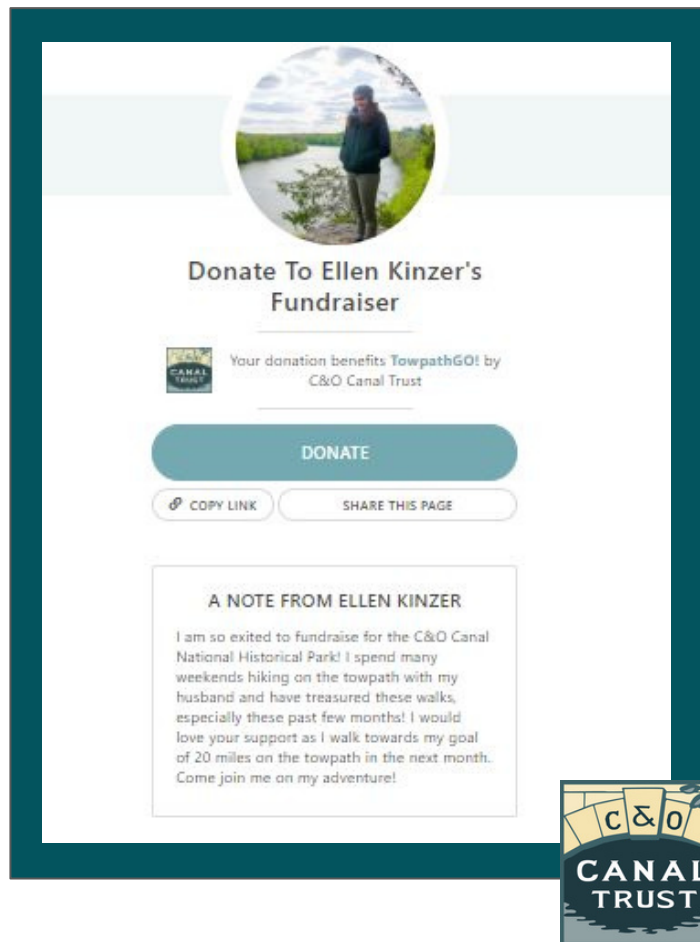 Donate To Ellen Kinzer's
Fundraiser
CANAL
TRUST
Your donation benefits TowpathGO! by
C&O Canal Trust
DONATE
COPY LINK
SHARE THIS PAGE
A NOTE FROM ELLEN KINZER
I am so exited to fundraise for the C&O Canal
National Historical Park! I spend many
weekends hiking on the towpath with my
husband and have treasured these walks,
especially these past few months! I would
love your support as I walk towards my goal
of 20 miles on the towpath in the next month.
Come join me on my adventure!
C&O
CANAL
TRUST